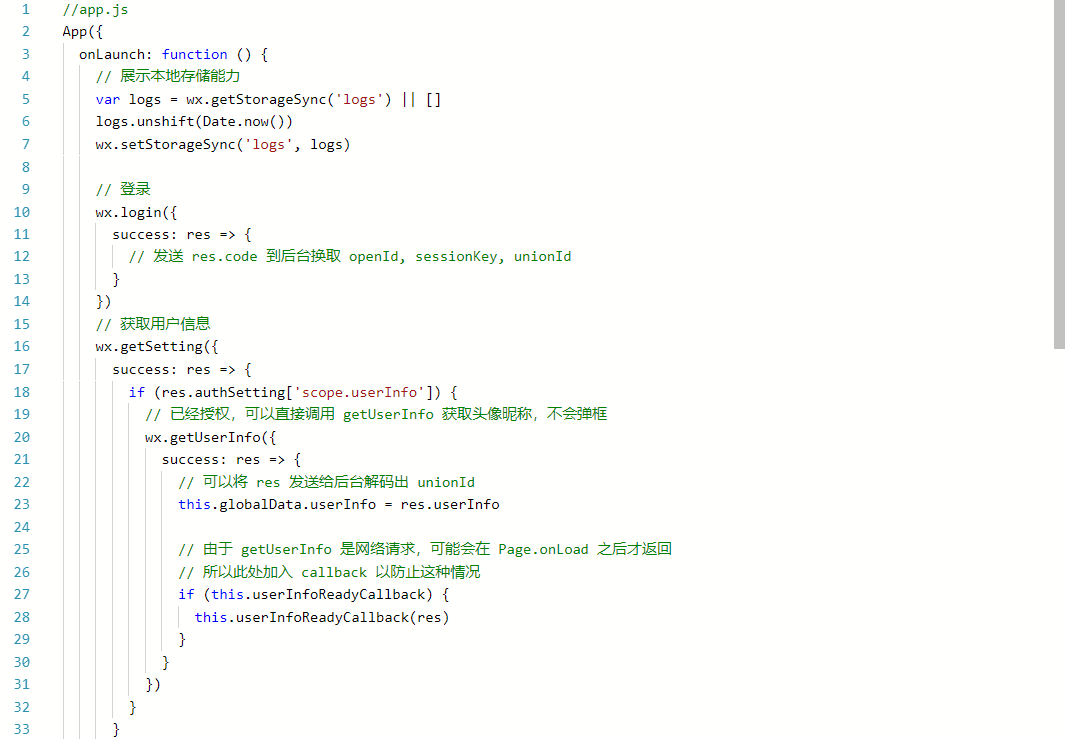 1 //app.js
2 App({
3   onLaunch: function () {
4     // 展示本地存储能力
5     var logs = wx.getStorageSync('logs') || []
6     logs.unshift(Date.now())
7     wx.setStorageSync('logs', logs)
8
9     // 登录
10     wx.login({
11       success: res => {
12         // 发送 res.code 到后台换取 openId, sessionKey, unionId
13       }
14     })
15     // 获取用户信息
16     wx.getSetting({
17       success: res => {
18         if (res.authSetting['scope.userInfo']) {
19           // 已经授权，可以直接调用 getUserInfo 获取头像昵称，不会弹框
20           wx.getUserInfo({
21             success: res => {
22               // 可以将 res 发送给后台解码出 unionId
23               this.globalData.userInfo = res.userInfo
24
25               // 由于 getUserInfo 是网络请求，可能会在 Page.onLoad 之后才返回
26               // 所以此处加入 callback 以防止这种情况
27               if (this.userInfoReadyCallback) {
28                 this.userInfoReadyCallback(res)
29               }
30             }
31           })
32         }
33       }